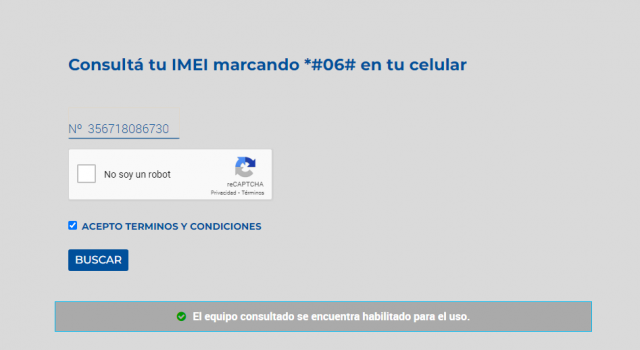 Consultá tu IMEI marcando *#06# en tu celular
Nº 356718086730
No soy un robot
reCAPTCHA
Privacidad • Términos
ACEPTO TERMINOS Y CONDICIONES
BUSCAR
El equipo consultado se encuentra habilitado para el uso.